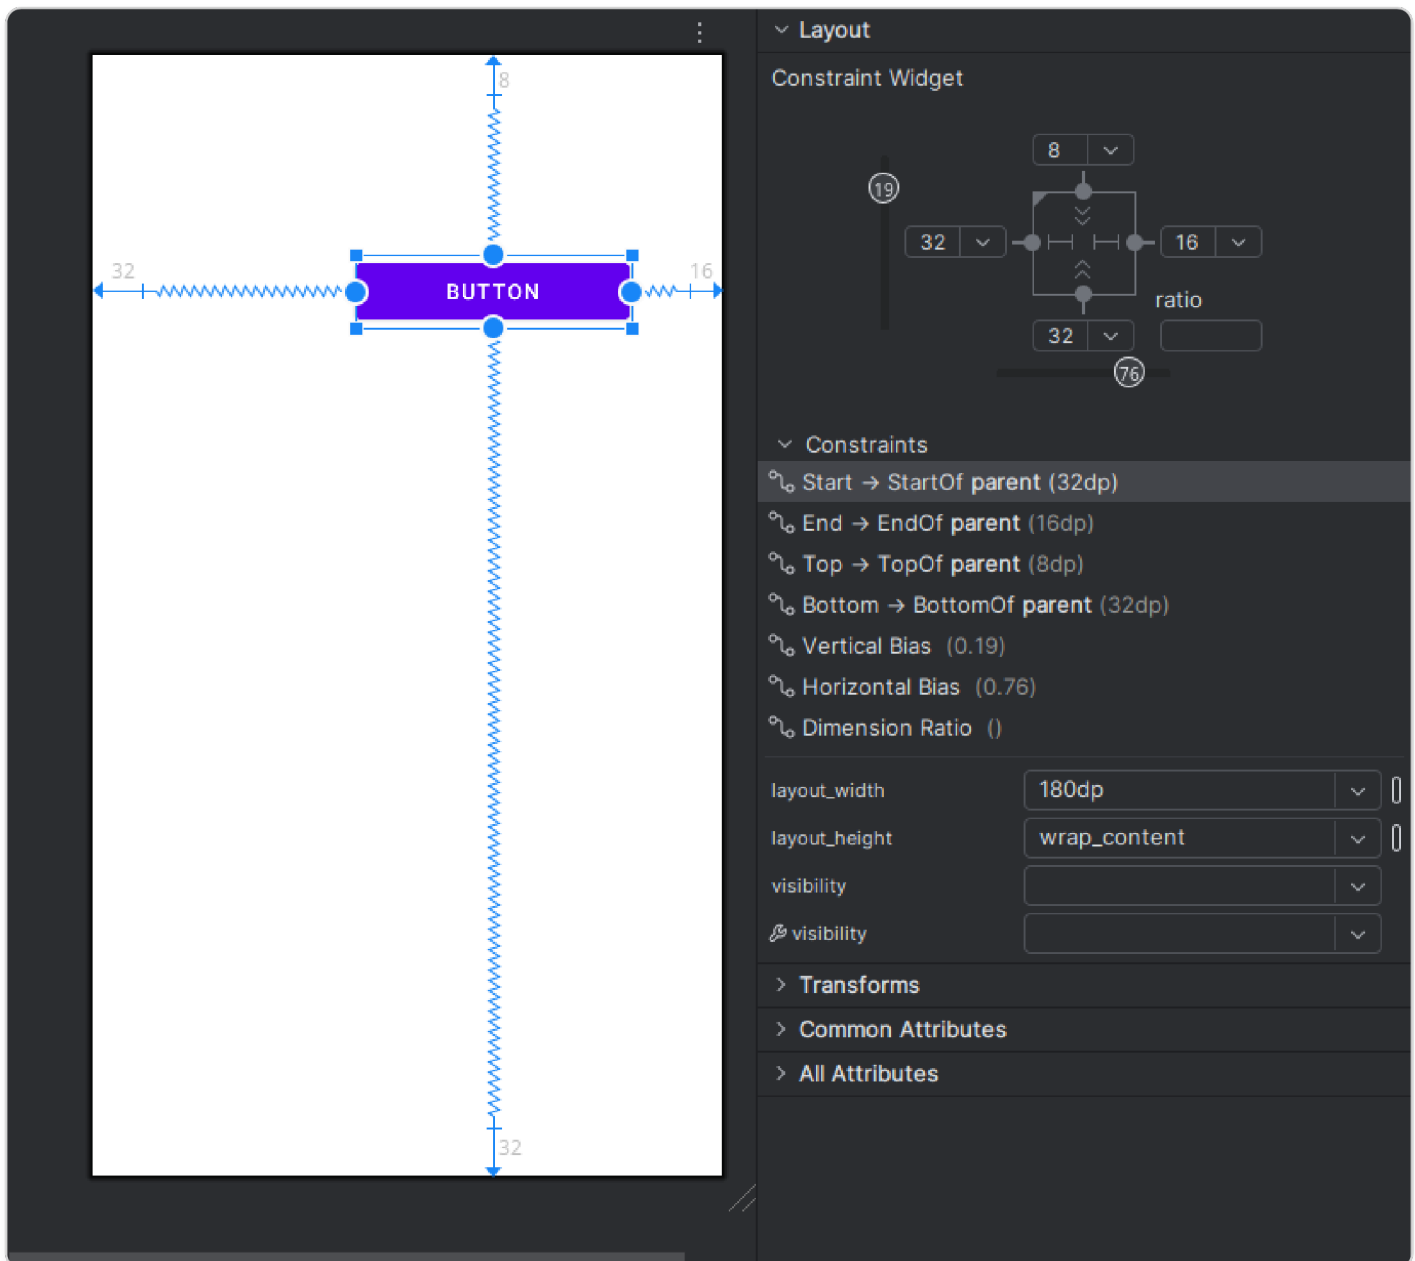 8
32
16
BUTTON
32
Layout
Constraint Widget
8
19
32
16
ratio
32
76
Constraints
Start → StartOf parent (32dp)
End → EndOf parent (16dp)
Top → TopOf parent (8dp)
Bottom → BottomOf parent (32dp)
Vertical Bias (0.19)
Horizontal Bias (0.76)
Dimension Ratio ()
layout_width 180dp
layout_height wrap_content
visibility
visibility
Transforms
Common Attributes
All Attributes